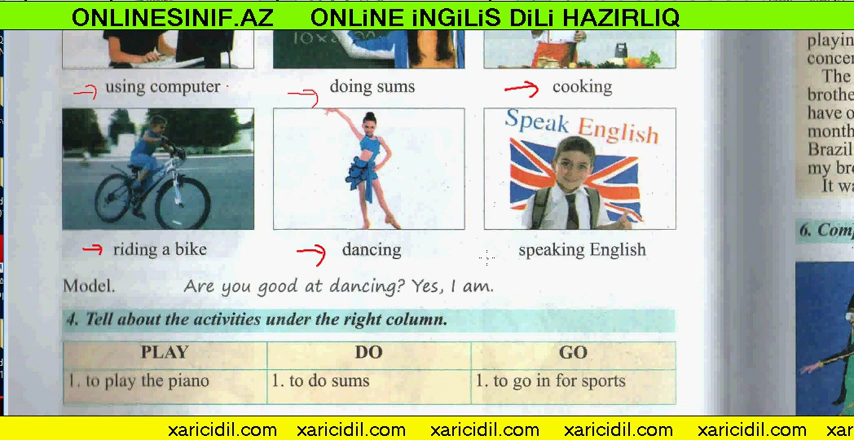 ONLINESINIF.AZ ONLiNE iNGiLiS DiLi HAZIRLIQ
10x2
using computer
doing sums
cooking
Speak English
riding a bike
dancing
speaking English
Model. Are you good at dancing? Yes, I am.
4. Tell about the activities under the right column.
PLAY DO GO
1. to play the piano 1. to do sums 1. to go in for sports
The
have o
month
Brazil
my bro
It wa
6. Com
xaricidil.com xaricidil.com xaricidil.com xaricidil.com xaricidil.com xar